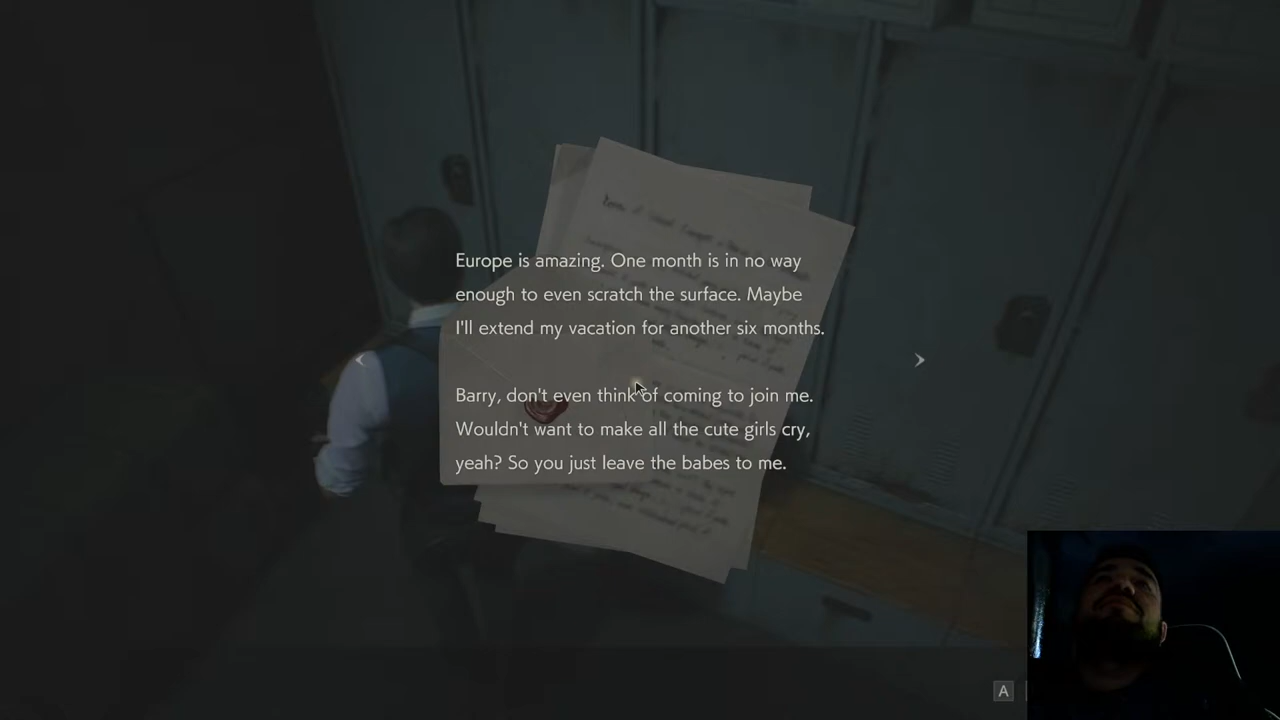 Europe is amazing. One month is in no way
enough to even scratch the surface. Maybe
I'll extend my vacation for another six months.
Barry, don't even think of coming to join me.
Wouldn't want to make all the cute girls cry,
yeah? So you just leave the babes to me.
A